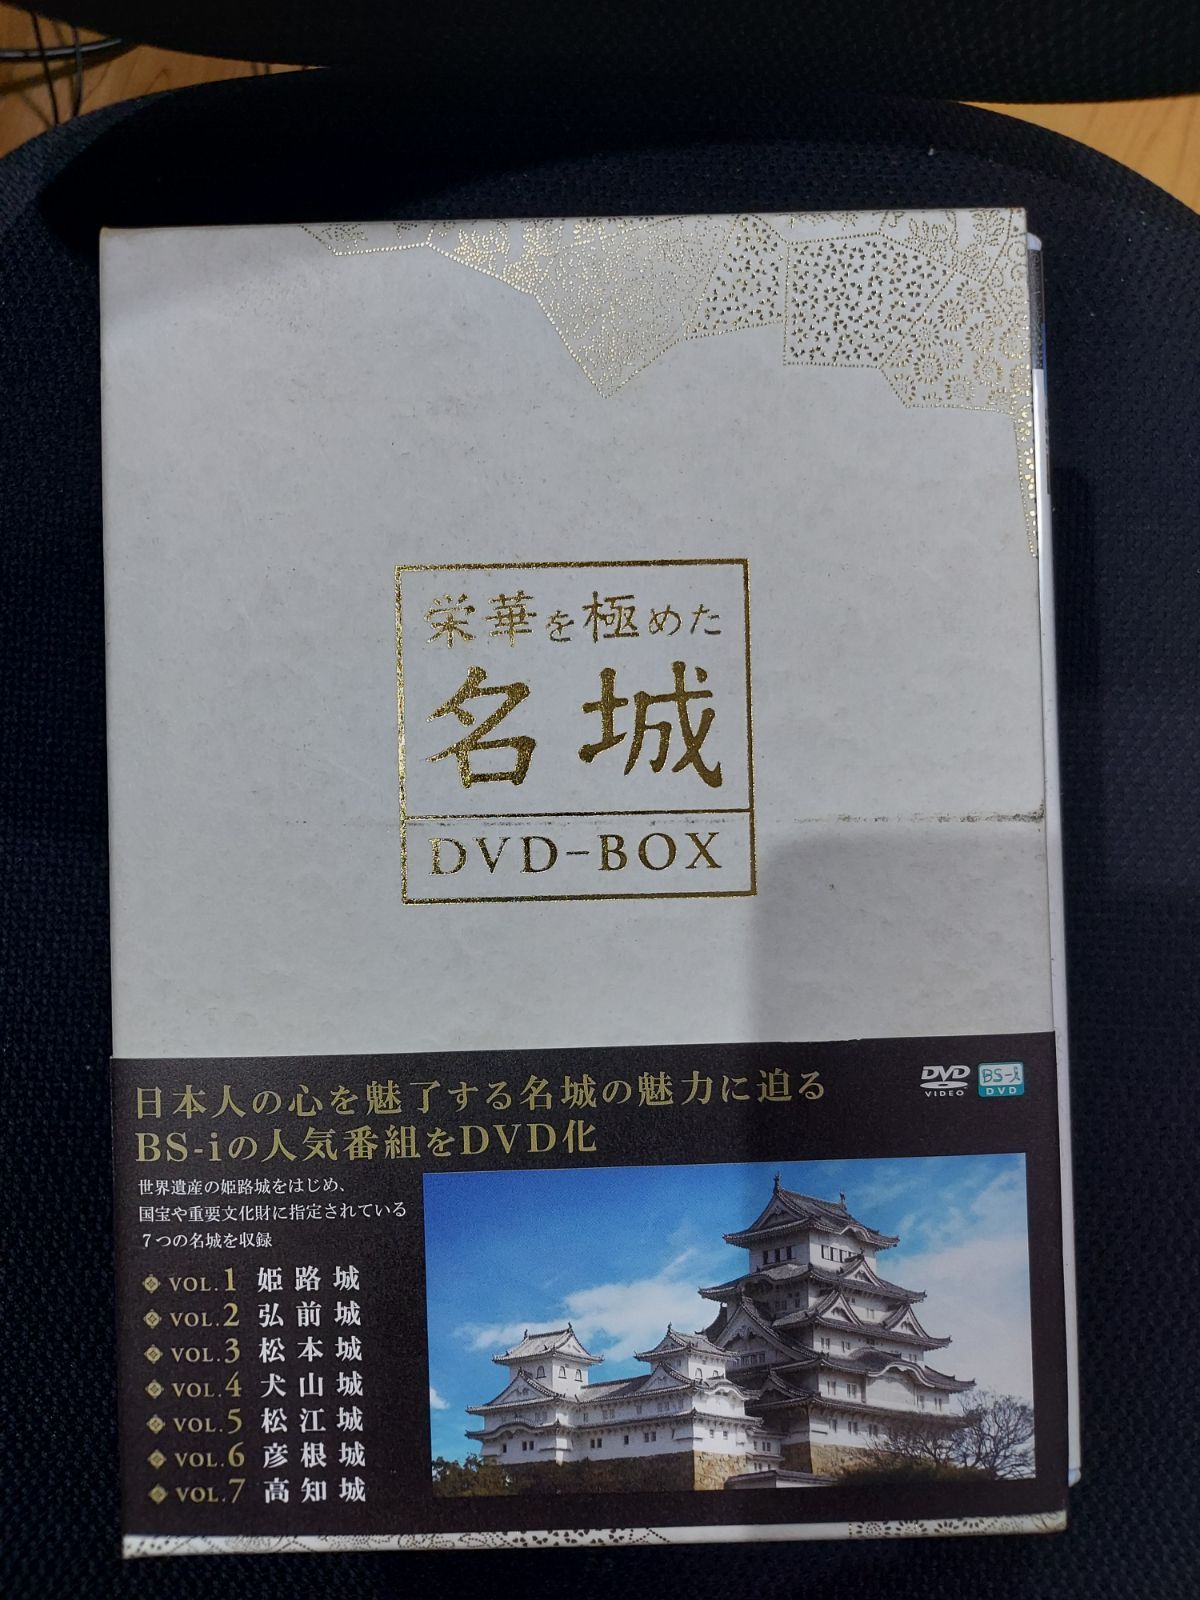 栄華を極めた
名城
DVD-BOX
日本人の心を魅了する名城の魅力に迫る
BS-iの人気番組をDVD化
DVD
VIDEO
BS-i
DVD
世界遺産の姫路城をはじめ、
国宝や重要文化財に指定されている
7つの名城を収録
VOL.1 姫路城
VOL.2 弘前城
VOL.3 松本城
VOL.4 犬山城
VOL.5 松江城
VOL.6 彦根城
VOL.7 高知城